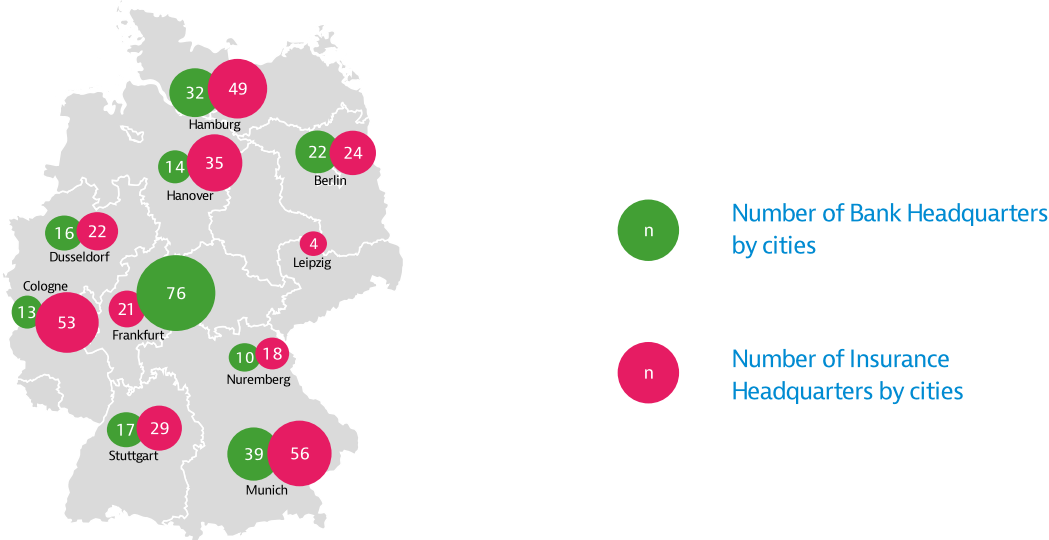 32
49
Hamburg
14
35
Hanover
22
24
Berlin
16
22
Dusseldorf
4
Leipzig
Cologne
13
53
21
76
Frankfurt
10
18
Nuremberg
17
29
Stuttgart
39
56
Munich
n
Number of Bank Headquarters
by cities
n
Number of Insurance
Headquarters by cities